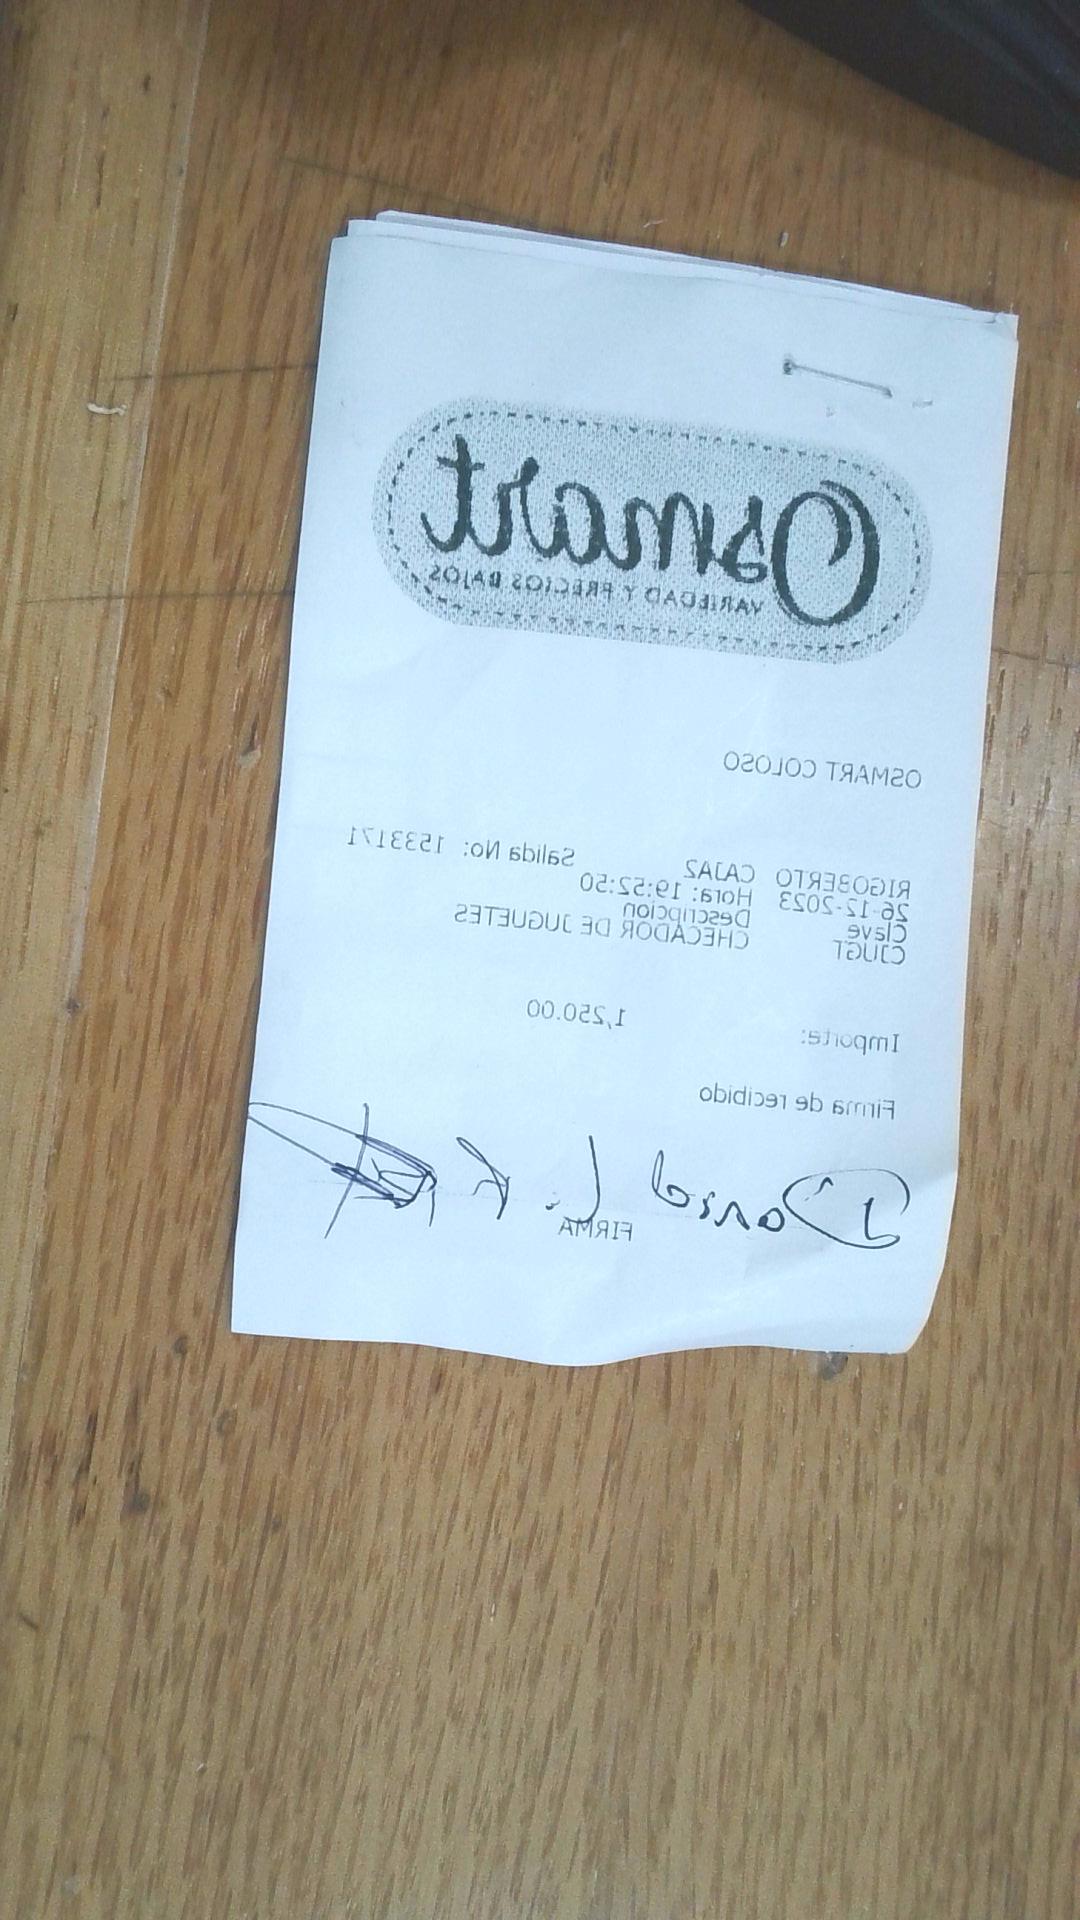 Osmart
VARIEDAD Y PRECIOS BAJOS
OSMART COLOSO
RIGOBERTO CAJA2 Salida No: 1533171
26-12-2023 Hora: 19:52:50
Clave Descripcion
CJUGT CHECADOR DE JUGUETES
Importe: 1,250.00
Firma de recibido
Daniel
FIRMA